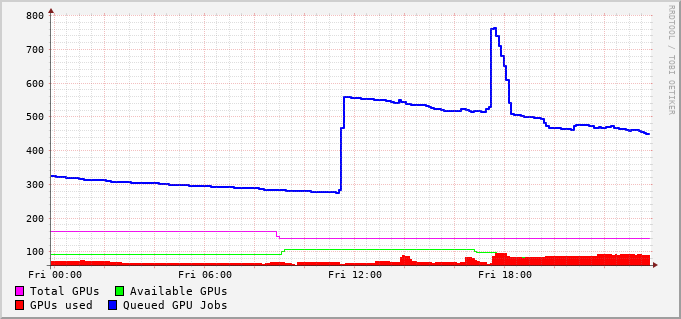 800
700
600
500
400
300
200
100
Fri 00:00 Fri 06:00 Fri 12:00 Fri 18:00
Total GPUs Available GPUs
GPUs used Queued GPU Jobs
RRDTOOL / TOBI OETIKER